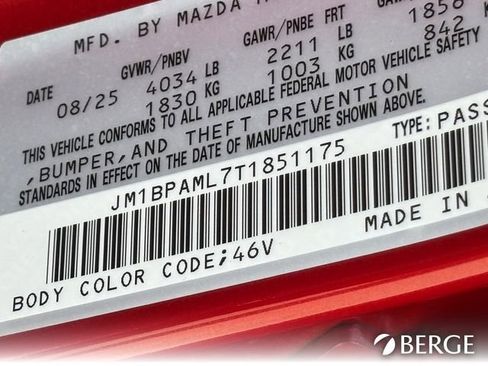 MFD. BY MAZDA
GVWR/PNBV GAWR/PNBE FRT
DATE 08/25 4034 LB 2211 LB 1858
1830 KG 1003 KG 842
THIS VEHICLE CONFORMS TO ALL APPLICABLE FEDERAL MOTOR VEHICLE SAFETY
,BUMPER, AND THEFT PREVENTION
STANDARDS IN EFFECT ON THE DATE OF MANUFACTURE SHOWN ABOVE.
JM1BPAML7T1851175 TYPE: PASS
MADE IN
BODY COLOR CODE;46V
BERGE